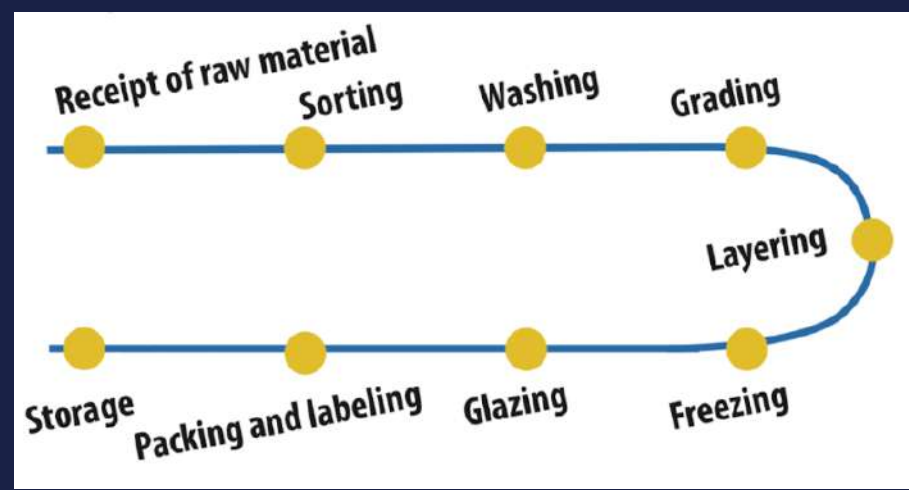 Receipt of raw material
Sorting
Washing
Grading
Layering
Freezing
Glazing
Packing and labeling
Storage